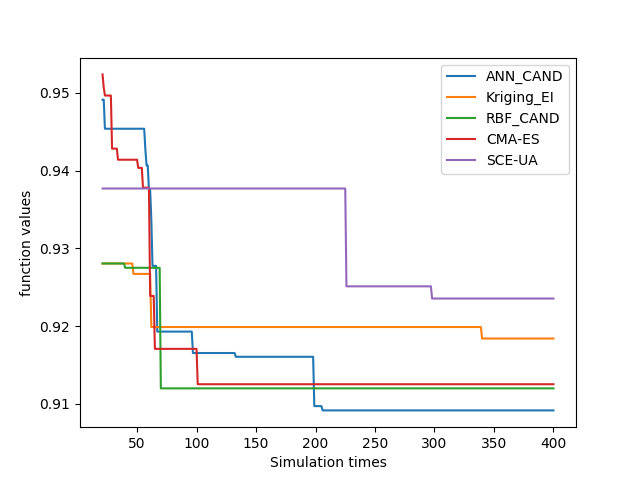 ANN_CAND
Kriging_EI
RBF_CAND
CMA-ES
SCE-UA
0.95
0.94
0.93
0.92
0.91
function values
50 100 150 200 250 300 350 400
Simulation times